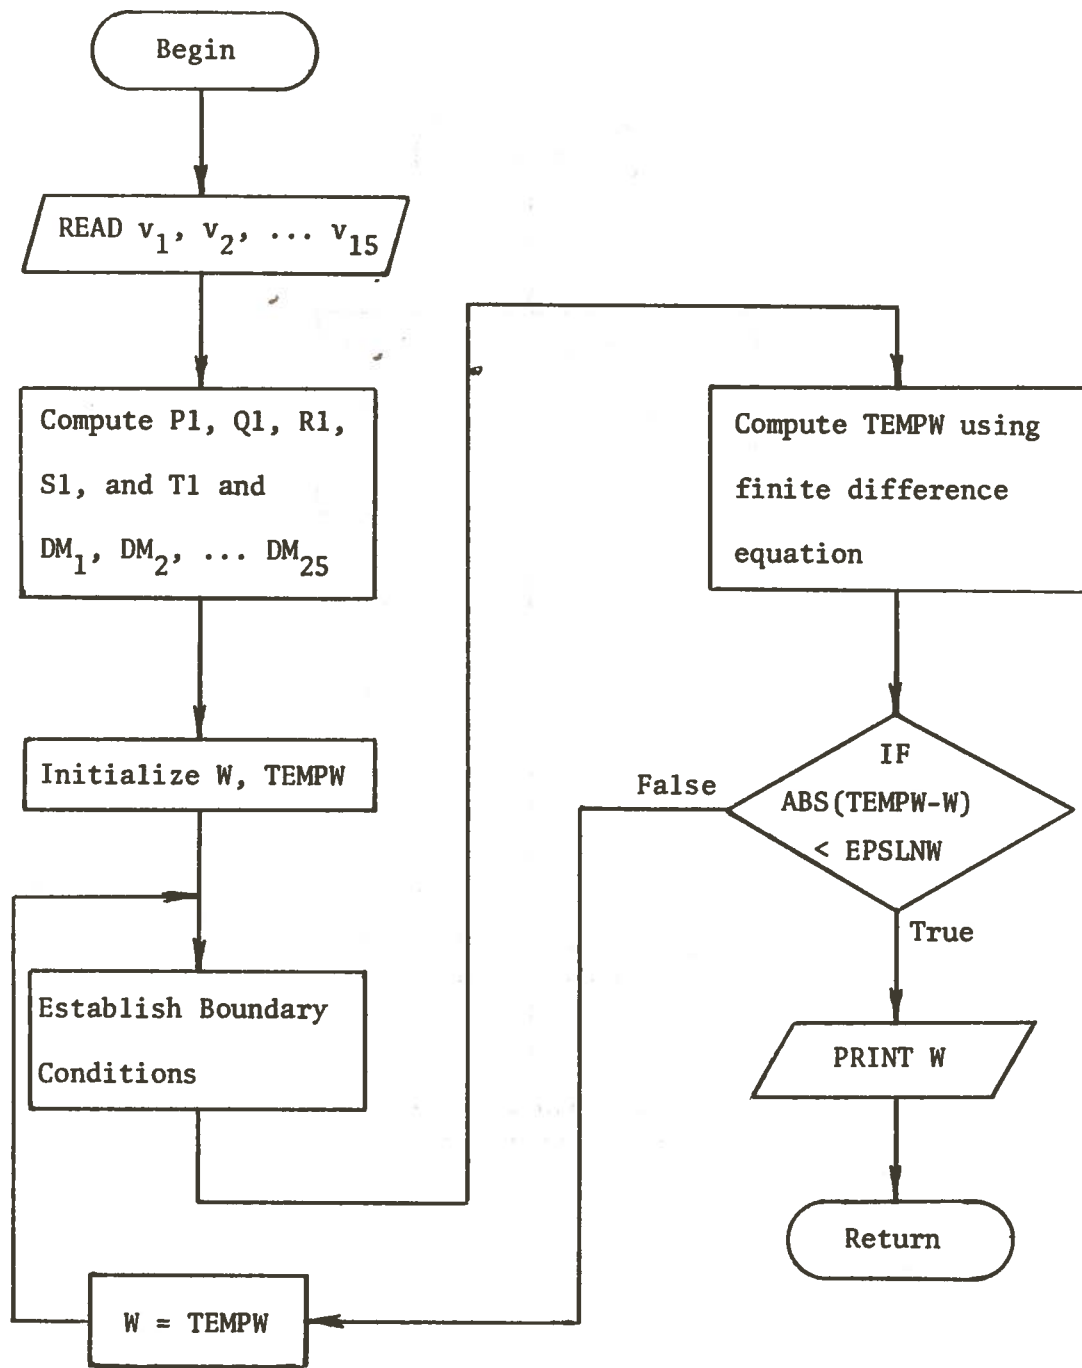 Begin
READ v1, v2, ... v15
Compute P1, Q1, R1,
S1, and T1 and
DM1, DM2, ... DM25
Initialize W, TEMPW
Establish Boundary
Conditions
W = TEMPW
Compute TEMPW using
finite difference
equation
IF
ABS(TEMPW-W)
< EPSLNW
False
True
PRINT W
Return